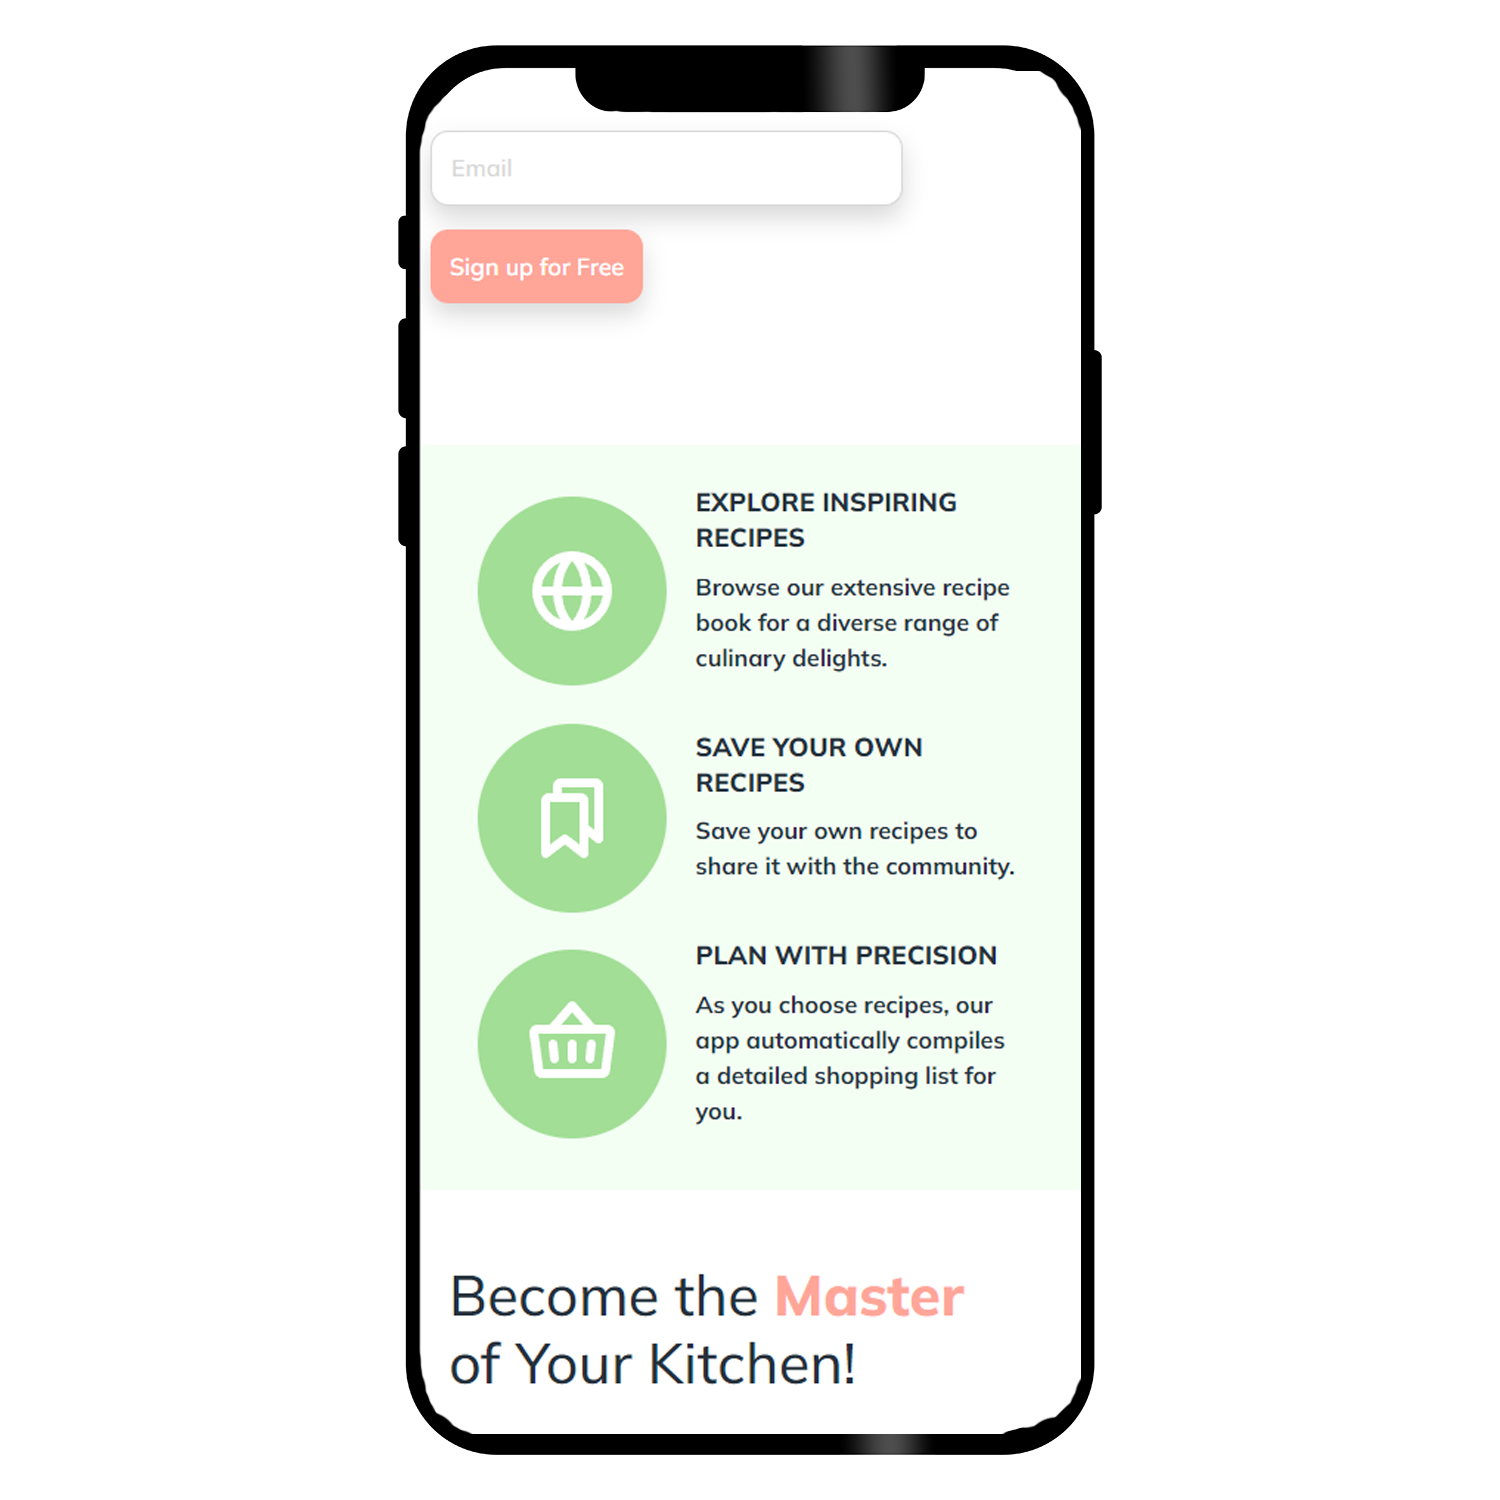 Email
Sign up for Free
EXPLORE INSPIRING
RECIPES
Browse our extensive recipe
book for a diverse range of
culinary delights.
SAVE YOUR OWN
RECIPES
Save your own recipes to
share it with the community.
PLAN WITH PRECISION
As you choose recipes, our
app automatically compiles
a detailed shopping list for
you.
Become the Master
of Your Kitchen!